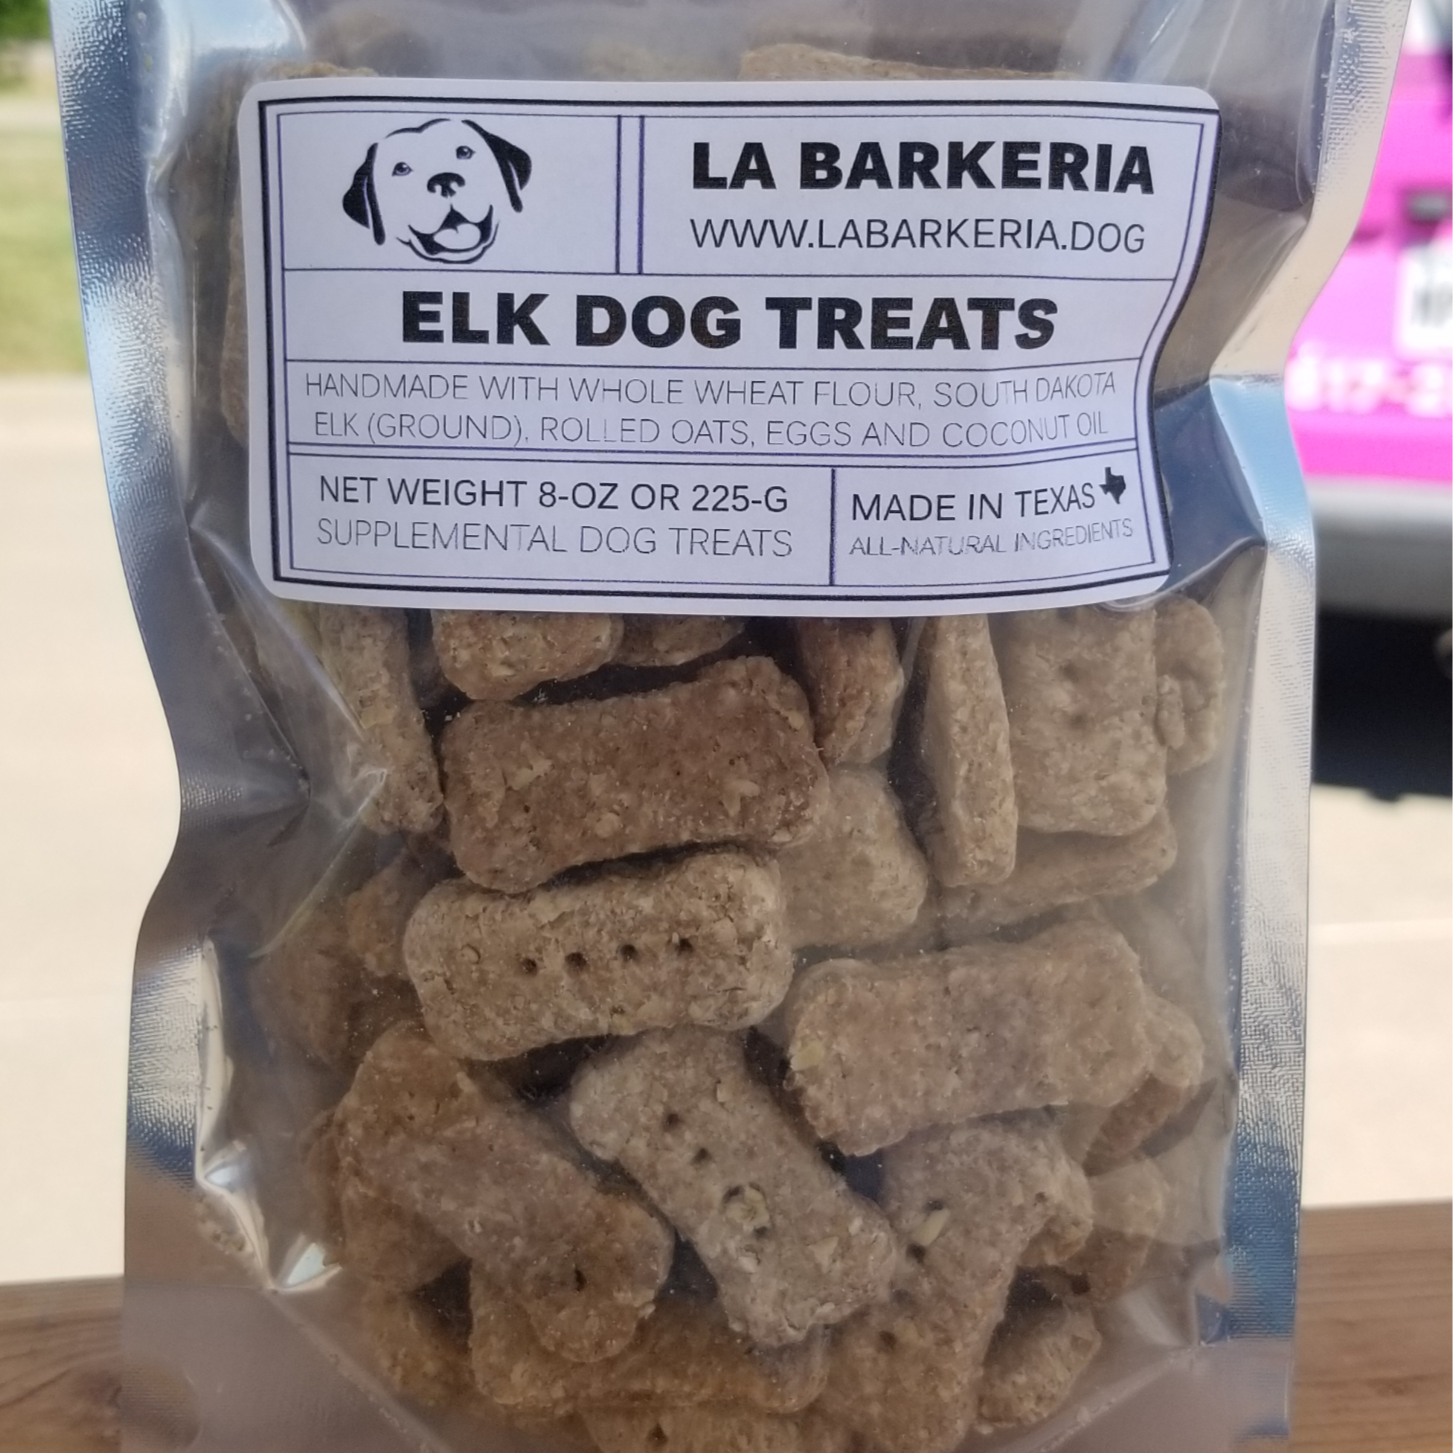 LA BARKERIA
WWW.LABARKERIA.DOG
ELK DOG TREATS
HANDMADE WITH WHOLE WHEAT FLOUR, SOUTH DAKOTA
ELK (GROUND), ROLLED OATS, EGGS AND COCONUT OIL
NET WEIGHT 8-OZ OR 225-G
SUPPLEMENTAL DOG TREATS
MADE IN TEXAS
ALL-NATURAL INGREDIENTS